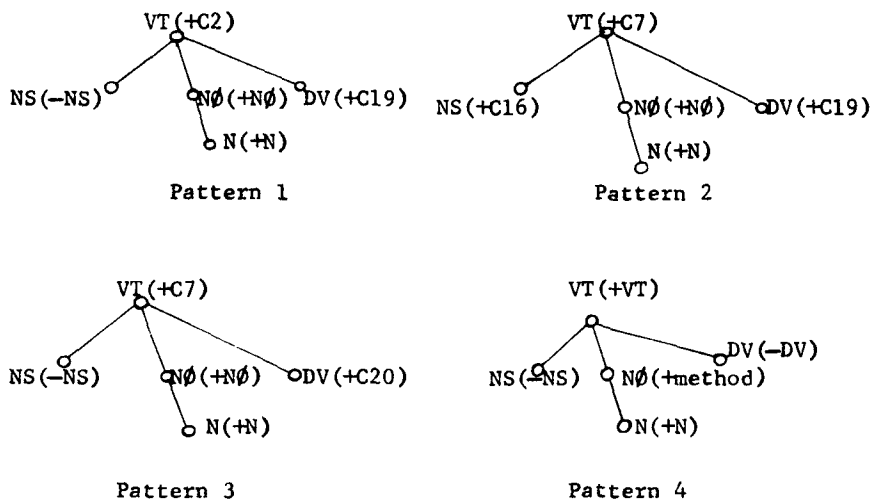 VT(+C2)
NS(−NS) NØ(+NØ) DV(+C19)
N(+N)
Pattern 1
VT(+C7)
NS(+C16) NØ(+NØ) DV(+C19)
N(+N)
Pattern 2
VT(+C7)
NS(−NS) NØ(+NØ) DV(+C20)
N(+N)
Pattern 3
VT(+VT)
DV(−DV)
NS(−NS) NØ(+method)
N(+N)
Pattern 4